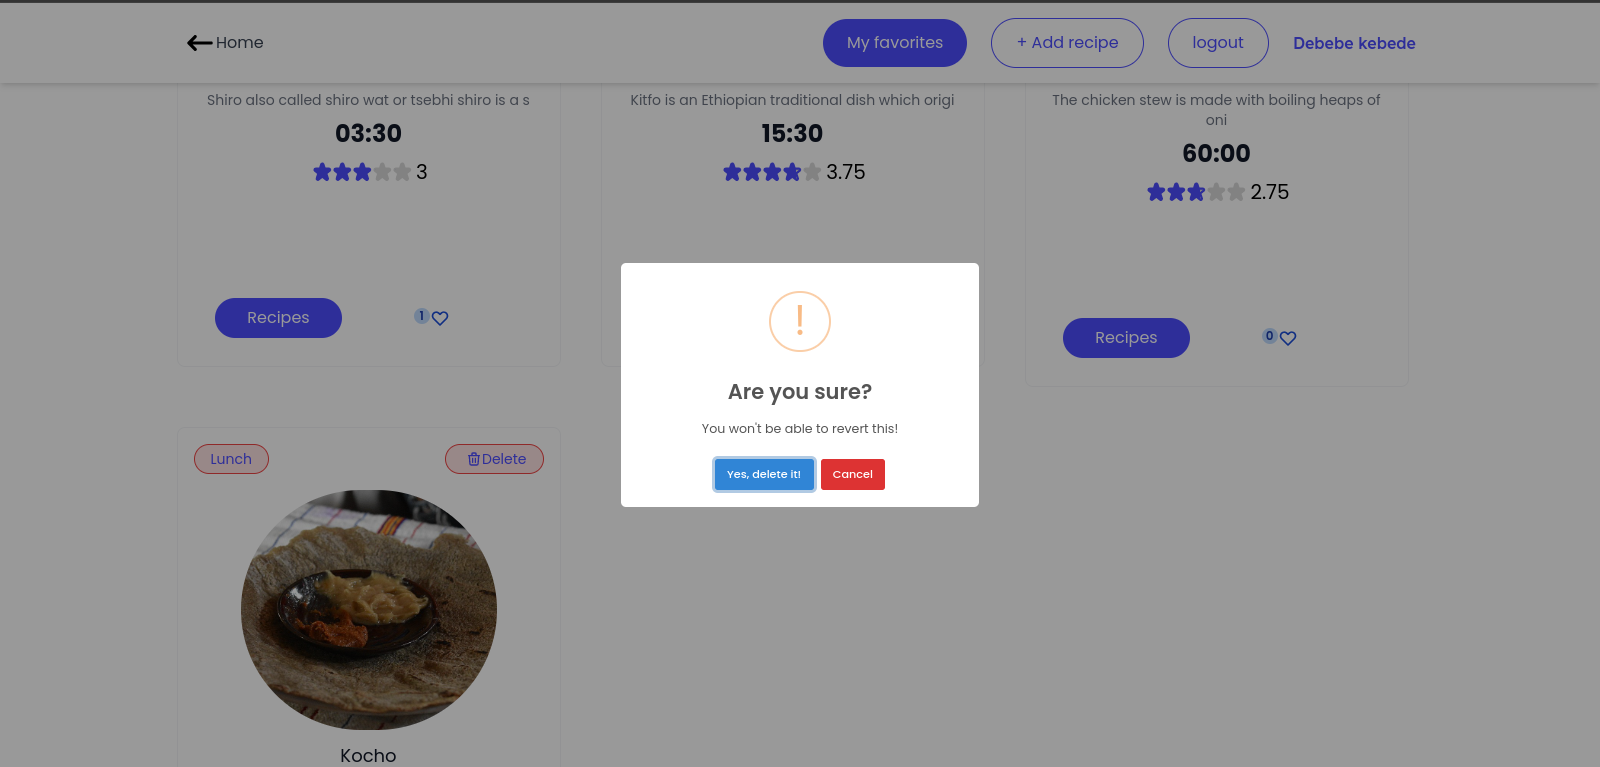 Home
My favorites
+ Add recipe
logout
Debebe kebede
Shiro also called shiro wat or tsebhi shiro is a s
03:30
3
Recipes
1
Kitfo is an Ethiopian traditional dish which origi
15:30
3.75
The chicken stew is made with boiling heaps of
oni
60:00
2.75
Recipes
0
!
Are you sure?
You won't be able to revert this!
Yes, delete it!
Cancel
Lunch
Delete
Kocho